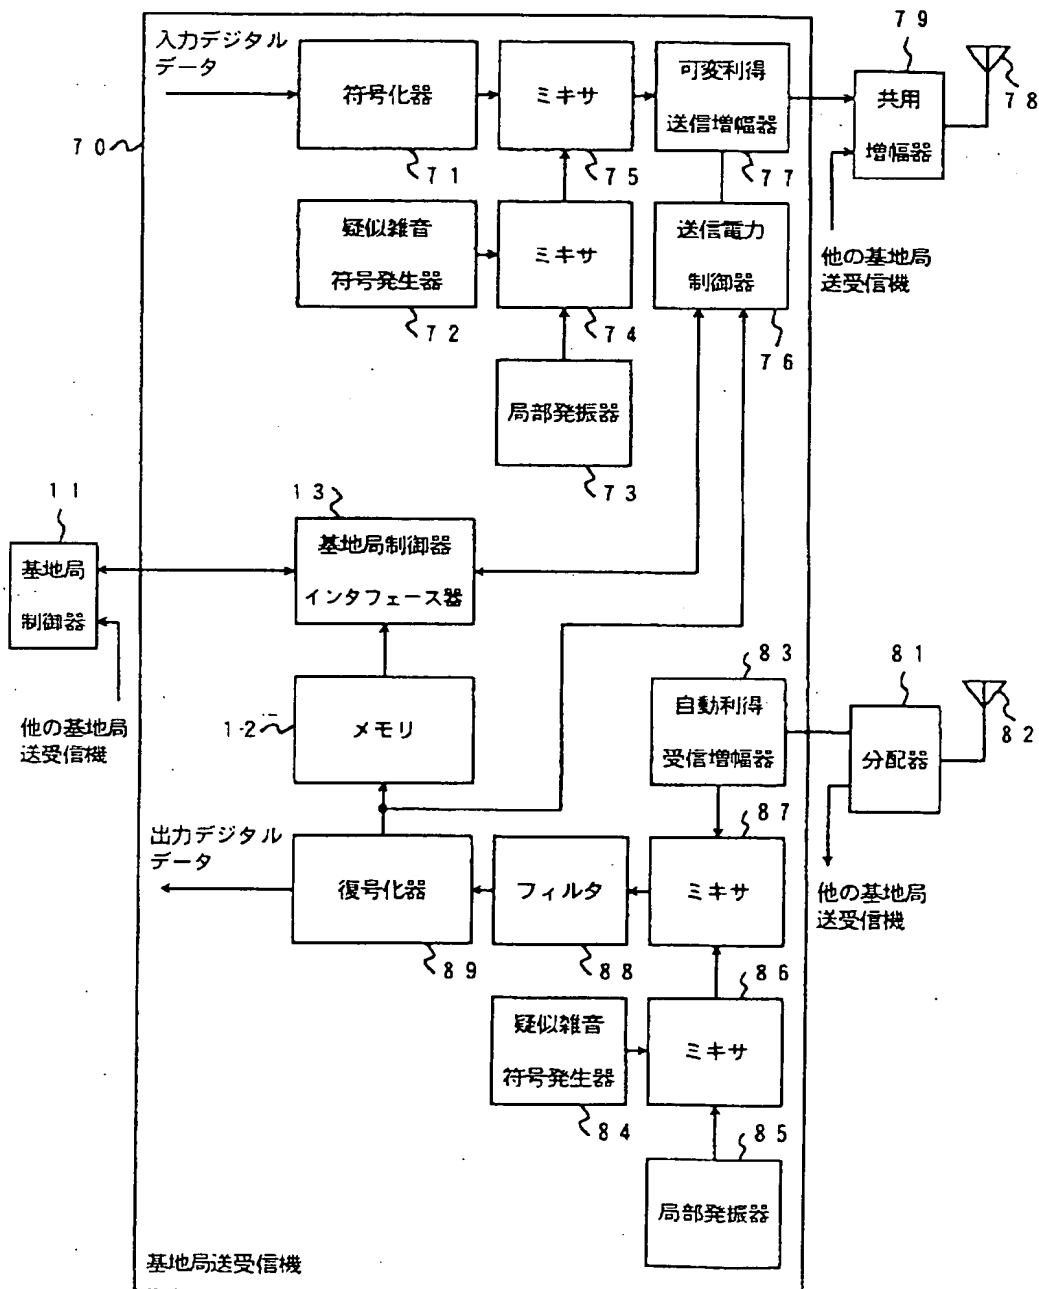 入力デジタル
データ
符号化器
ミキサ
可変利得
送信増幅器
共用
増幅器
79
78
70
71
75
77
疑似雑音
符号発生器
ミキサ
送信電力
制御器
他の基地局
送受信機
72
74
76
局部発振器
73
11
13
基地局
制御器
基地局制御器
インタフェース器
他の基地局
送受信機
12
メモリ
83
自動利得
受信増幅器
81
分配器
82
87
出力デジタル
データ
復号化器
フィルタ
ミキサ
他の基地局
送受信機
89
88
86
疑似雑音
符号発生器
ミキサ
84
85
局部発振器
基地局送受信機